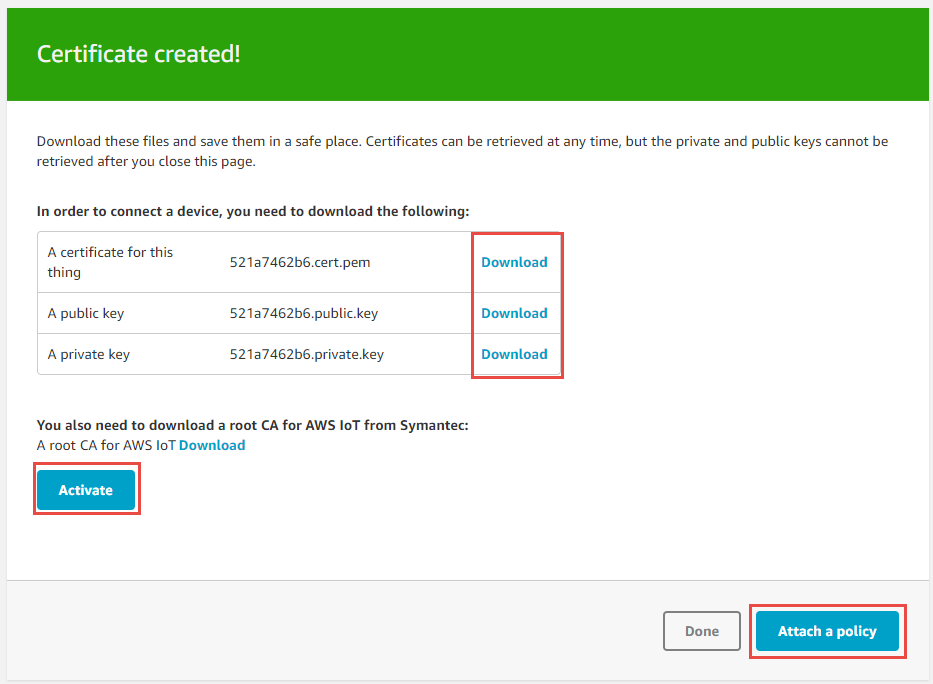 Certificate created!
Download these files and save them in a safe place. Certificates can be retrieved at any time, but the private and public keys cannot be
retrieved after you close this page.
In order to connect a device, you need to download the following:
A certificate for this
thing
521a7462b6.cert.pem
Download
A public key
521a7462b6.public.key
Download
A private key
521a7462b6.private.key
Download
You also need to download a root CA for AWS IoT from Symantec:
A root CA for AWS IoT Download
Activate
Done
Attach a policy